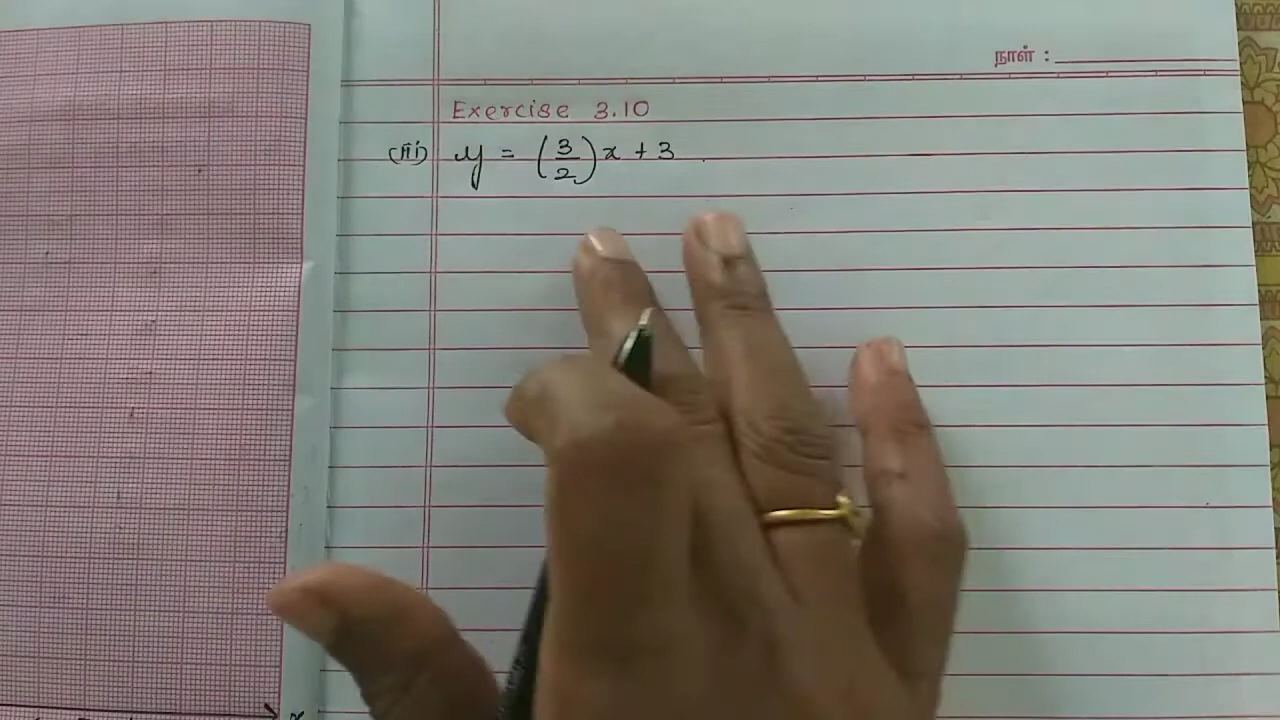 நாள் :
Exercise 3.10
(iii) y = (3/2)x + 3
x